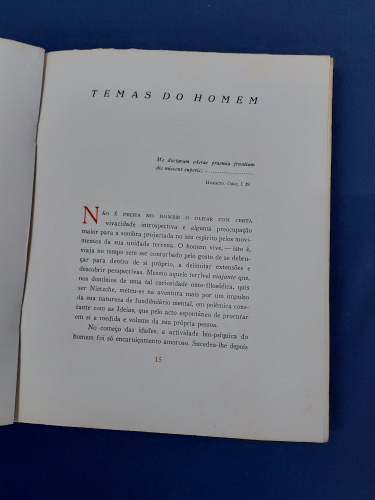 TEMAS DO HOMEM
Me doctarum ederae praemia frontium
dis miscent superis; ........................
HORÁCIO, Odes, I 29
NÃO É PRENA NO HOMEM O OLHAR COM CERTA
vivacidade introspectiva e alguma preocupação
maior para a sombra projectada no seu espírito pelos movi-
mentos da sua unidade terrena. O homem vive, — isto é,
viaja no tempo sem ser conturbado pelo gosto de se debru-
çar para dentro de si próprio, a delimitar extensões e
descobrir perspectivas. Mesmo aquele terrível viajante que,
nos domínios de uma tal curiosidade onto-filosófica, quis
ser Nietzsche, meteu-se na aventura mais por um impulso
da sua natureza de fundibulário mental, em polémica cons-
tante com as Ideias, que pelo acto espontâneo de procurar
em si a medida e volume da sua própria pessoa.
No começo das idades, a actividade bio-psíquica do
homem foi só encarniçamento amoroso. Sucedeu-lhe depois
15